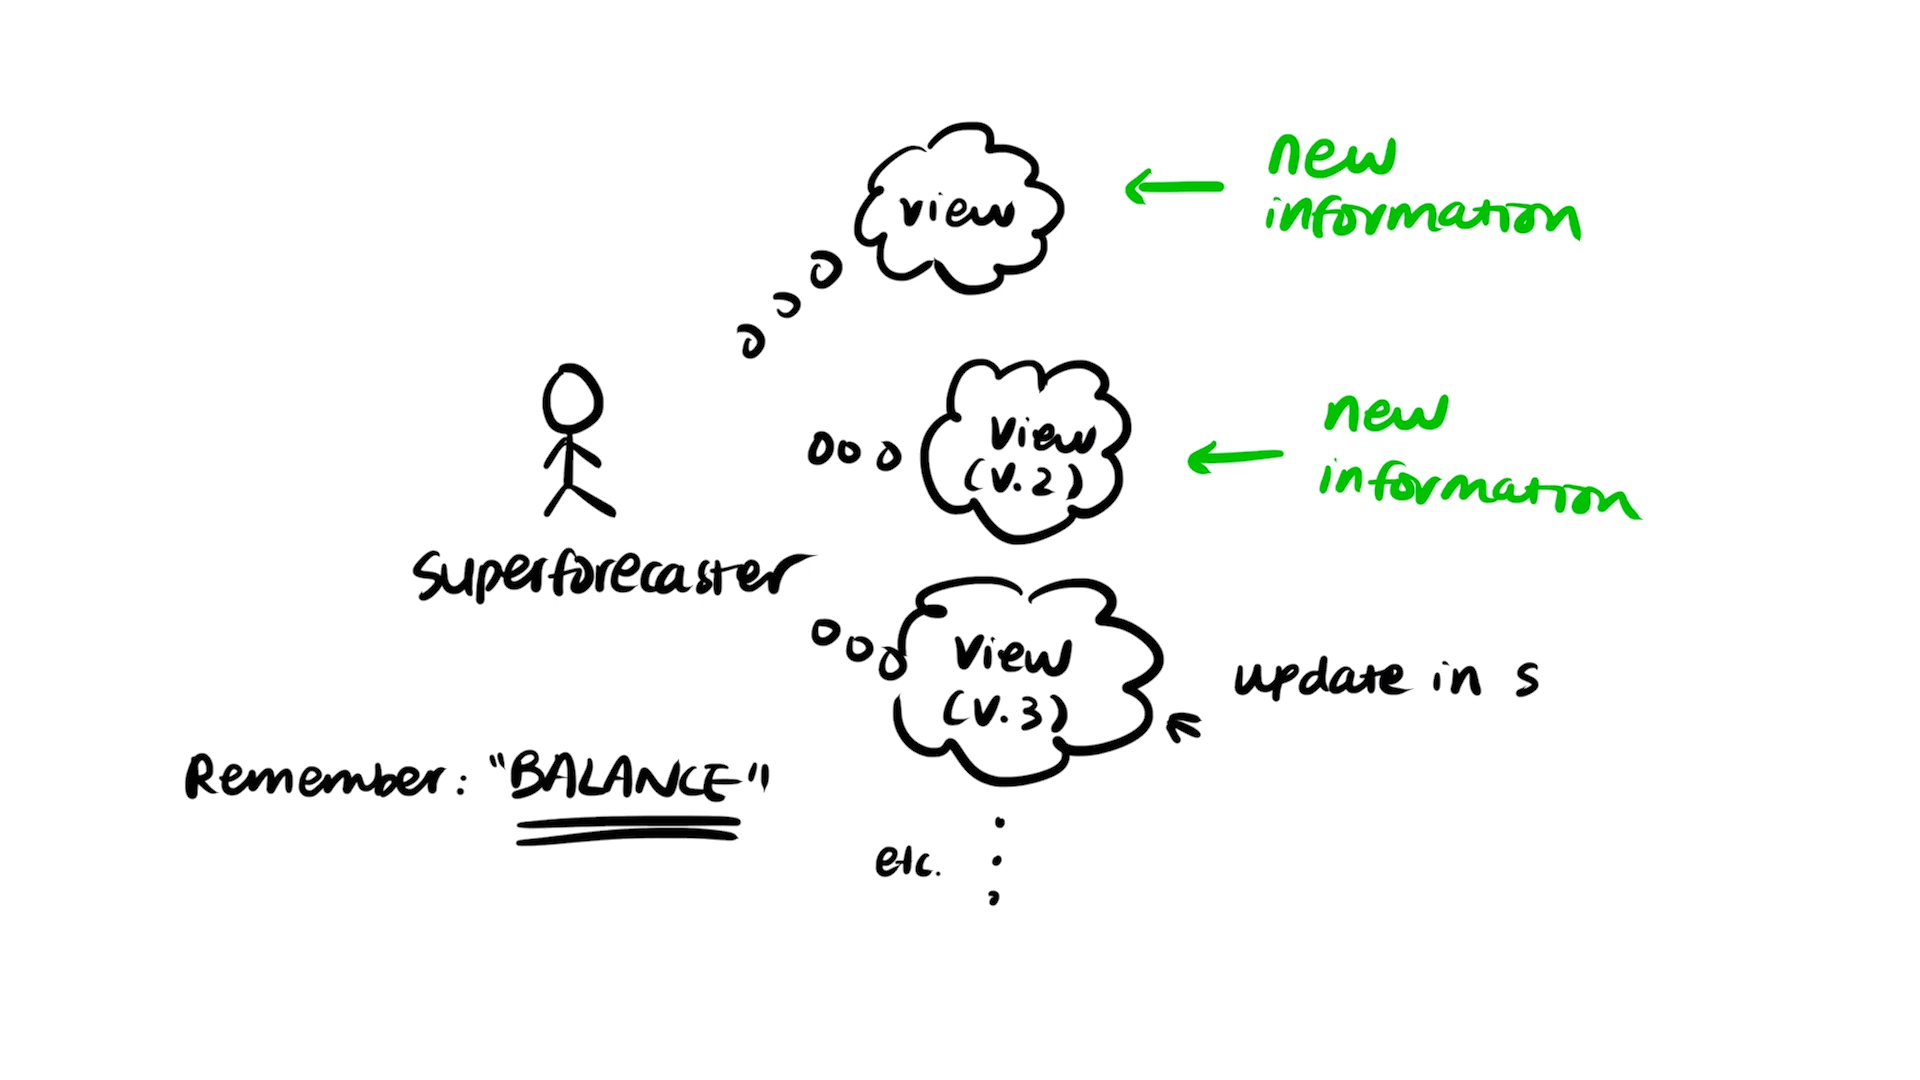 new
information
view
new
information
view
(v.2)
superforecaster
view
(v.3)
update in s
Remember: "BALANCE"
etc.